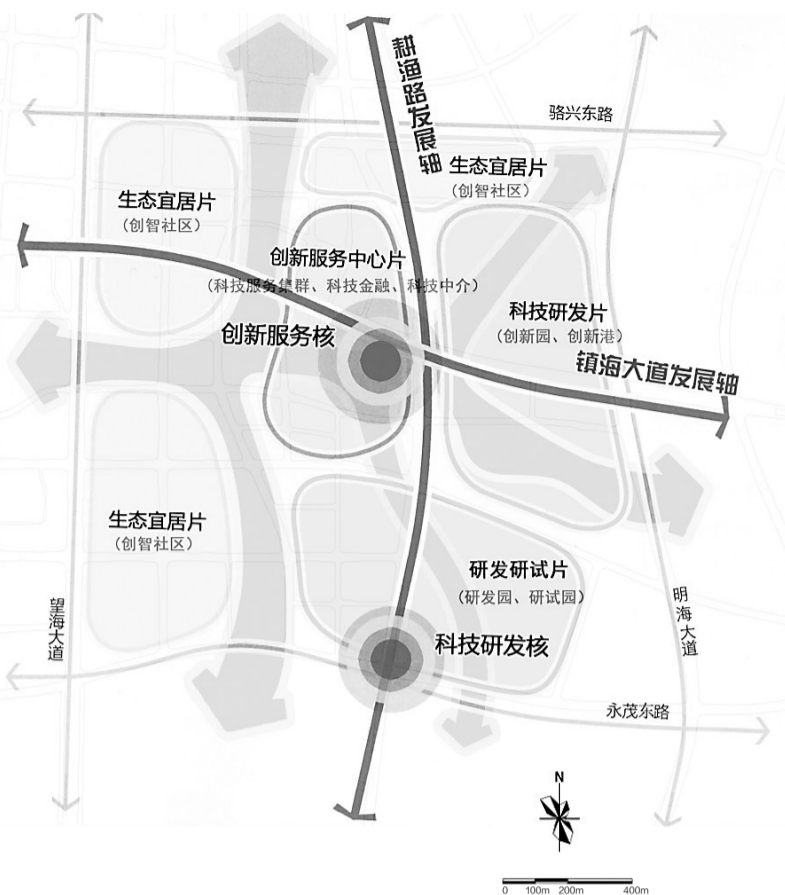 耕渔路发展轴
骆兴东路
生态宜居片
(创智社区)
生态宜居片
(创智社区)
创新服务中心片
(科技服务集群、科技金融、科技中介)
科技研发片
(创新园、创新港)
创新服务核
镇海大道发展轴
生态宜居片
(创智社区)
研发研试片
(研发园、研试园)
望海大道
明海大道
科技研发核
永茂东路
N
0 100m 200m 400m